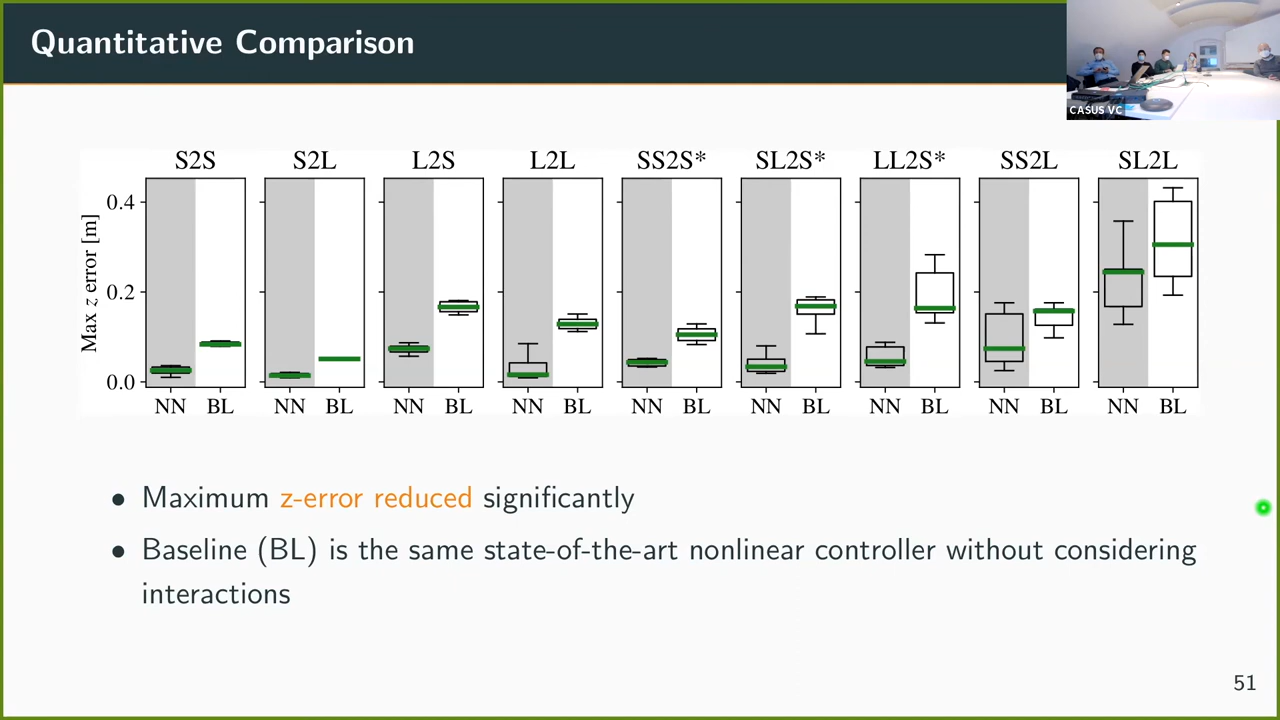 Quantitative Comparison
CASUS VC
S2S S2L L2S L2L SS2S* SL2S* LL2S* SS2L SL2L
Max z error [m]
0.4
0.2
0.0
NN BL NN BL NN BL NN BL NN BL NN BL NN BL NN BL NN BL
• Maximum z-error reduced significantly
• Baseline (BL) is the same state-of-the-art nonlinear controller without considering
interactions
51